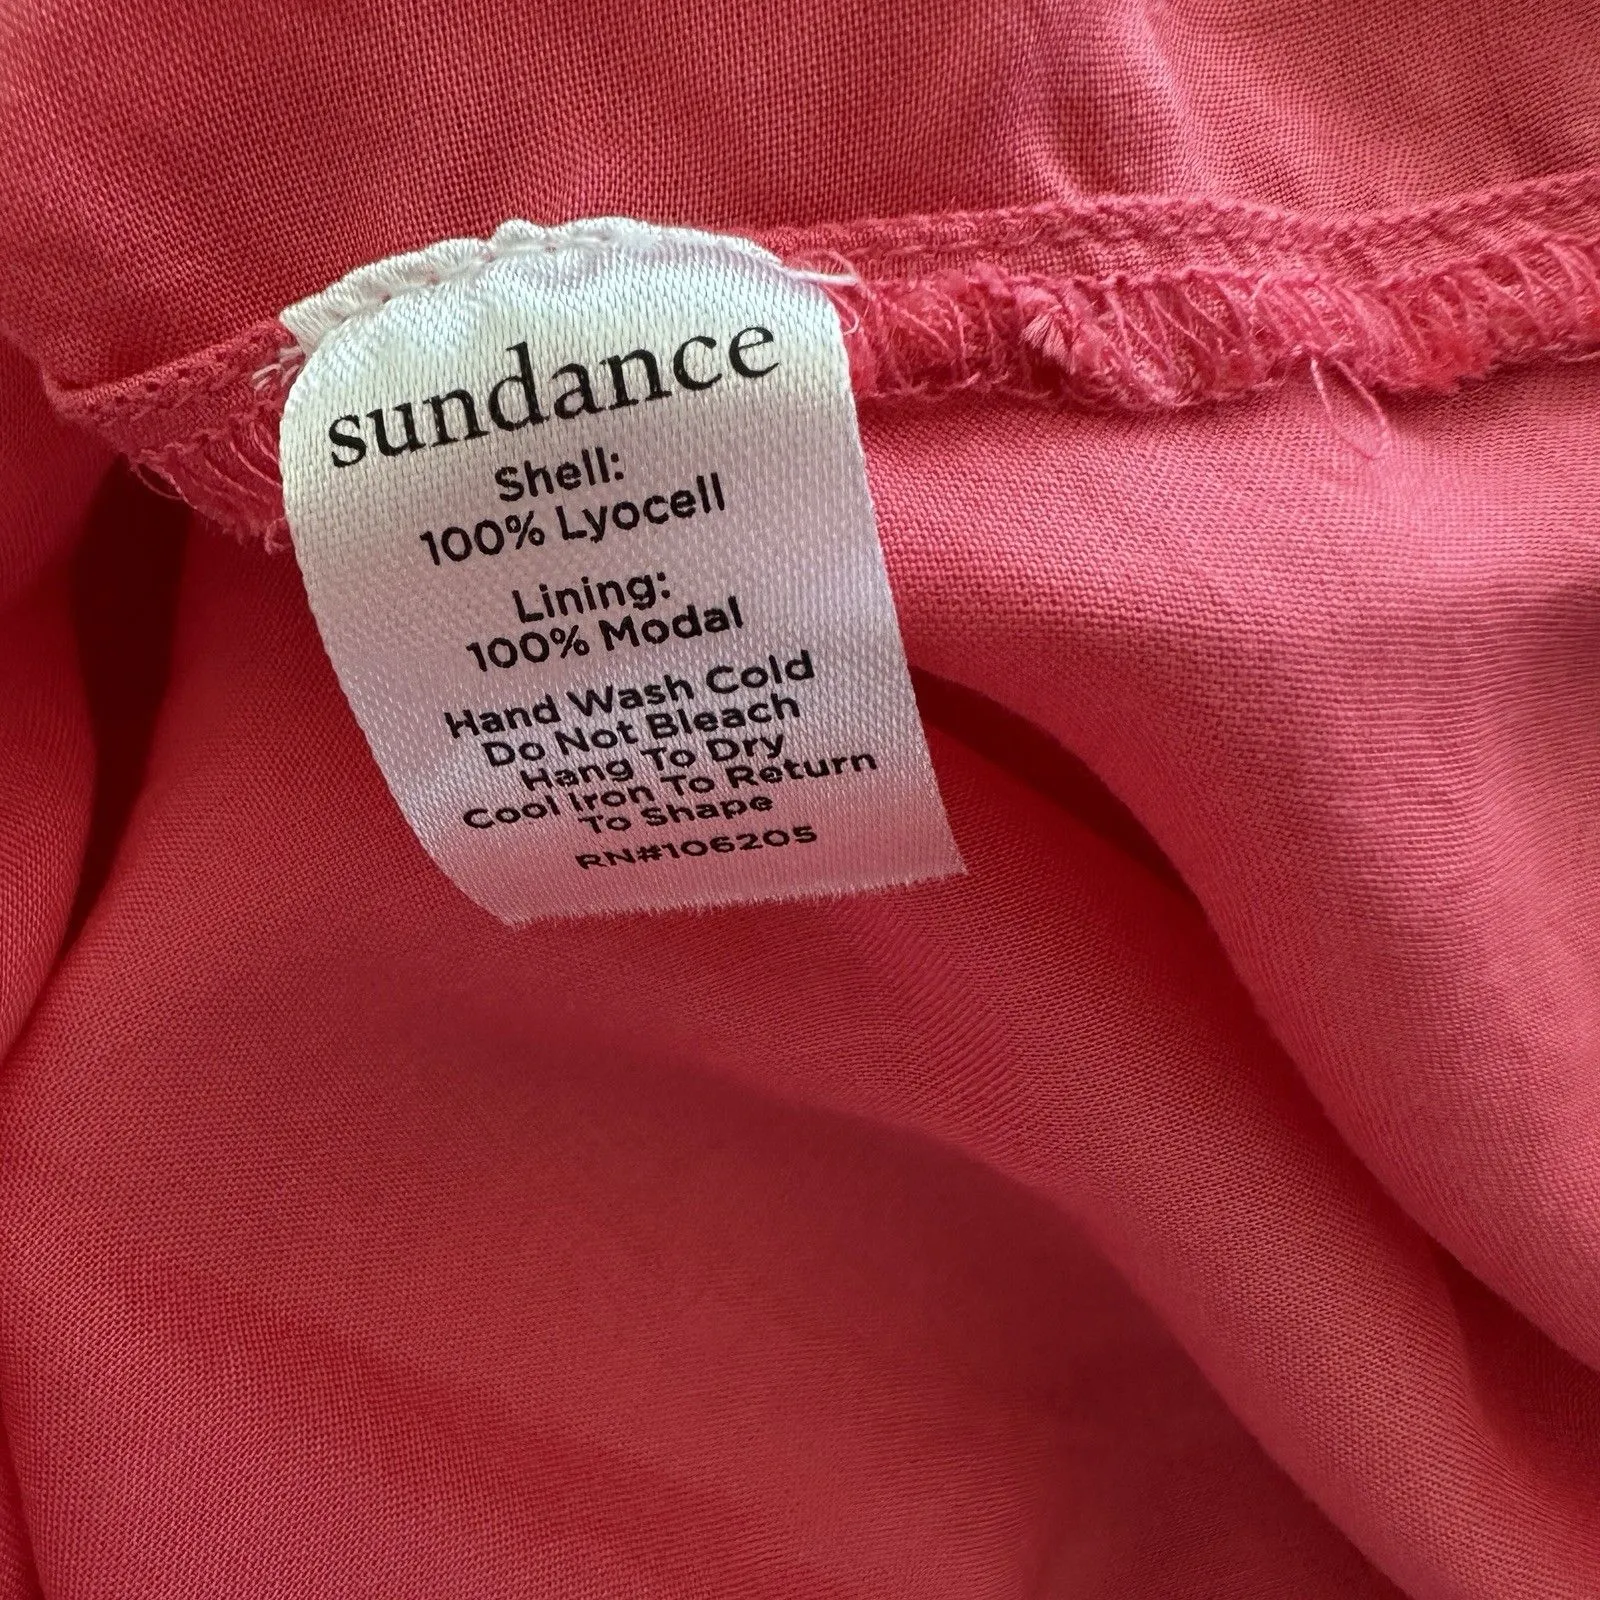 sundance
Shell:
100% Lyocell
Lining:
100% Modal
Hand Wash Cold
Do Not Bleach
Hang To Dry
Cool Iron To Return
To Shape
RN#106205